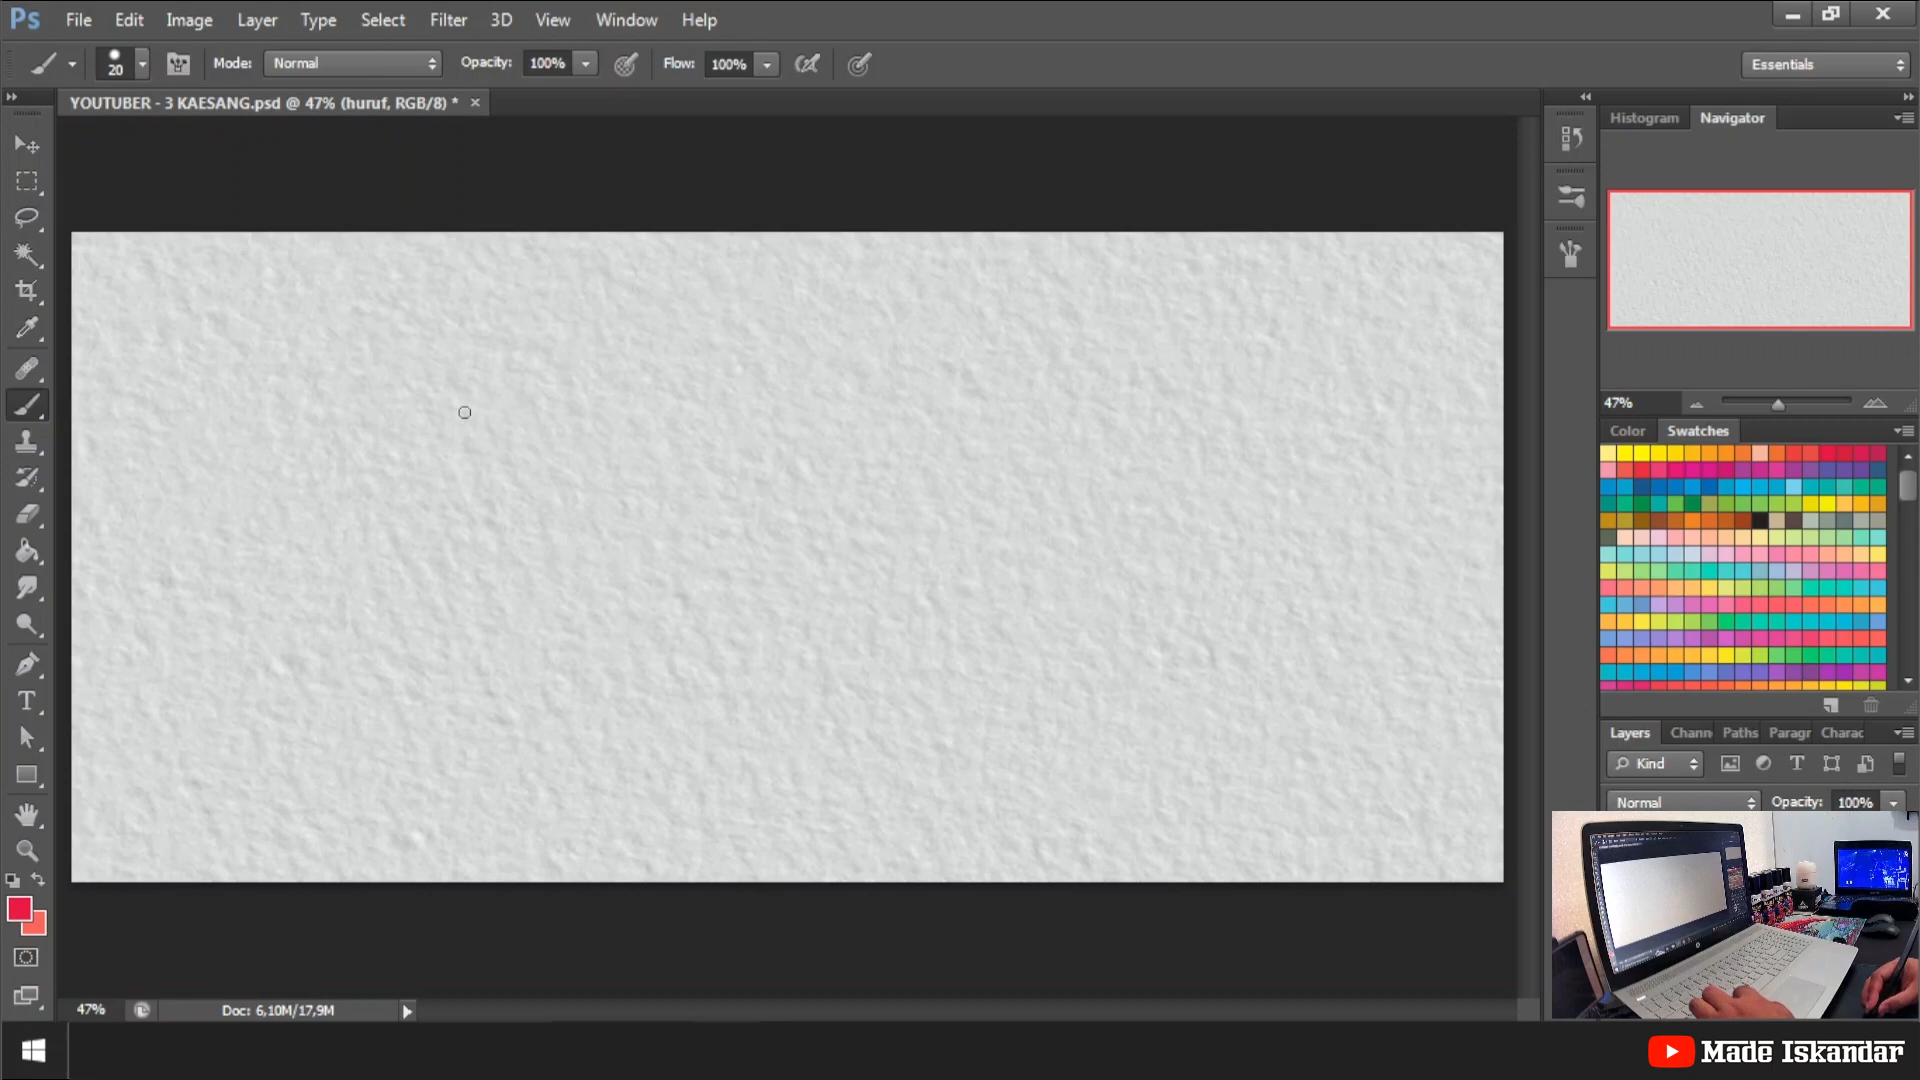 Ps File Edit Image Layer Type Select Filter 3D View Window Help
20 Mode: Normal Opacity: 100% Flow: 100% Essentials
YOUTUBER - 3 KAESANG.psd @ 47% (huruf, RGB/8) * ×
Histogram Navigator
47%
Color Swatches
Layers Chann Paths Paragr Charac
Kind
Normal Opacity: 100%
47% Doc: 6,10M/17,9M
Made Iskandar